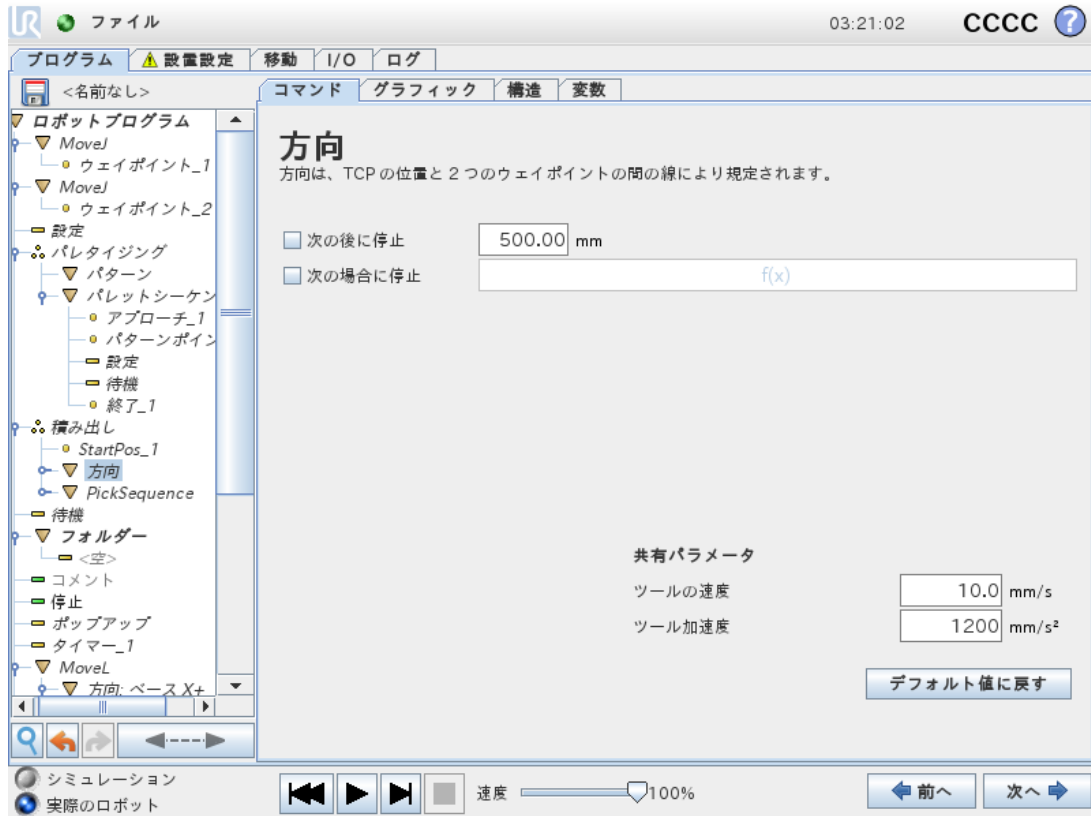 UR ファイル 03:21:02 CCCC ?
プログラム 設置設定 移動 I/O ログ
<名前なし>
コマンド グラフィック 構造 変数
ロボットプログラム
MoveJ
ウェイポイント_1
MoveJ
ウェイポイント_2
設定
パレタイジング
パターン
パレットシーケン
アプローチ_1
パターンポイン
設定
待機
終了_1
積み出し
StartPos_1
方向
PickSequence
待機
フォルダー
<空>
コメント
停止
ポップアップ
タイマー_1
MoveL
方向: ベース X+
方向
方向は、TCP の位置と 2 つのウェイポイントの間の線により規定されます。
次の後に停止 500.00 mm
次の場合に停止 f(x)
共有パラメータ
ツールの速度 10.0 mm/s
ツール加速度 1200 mm/s²
デフォルト値に戻す
シミュレーション
実際のロボット
速度 100%
前へ 次へ